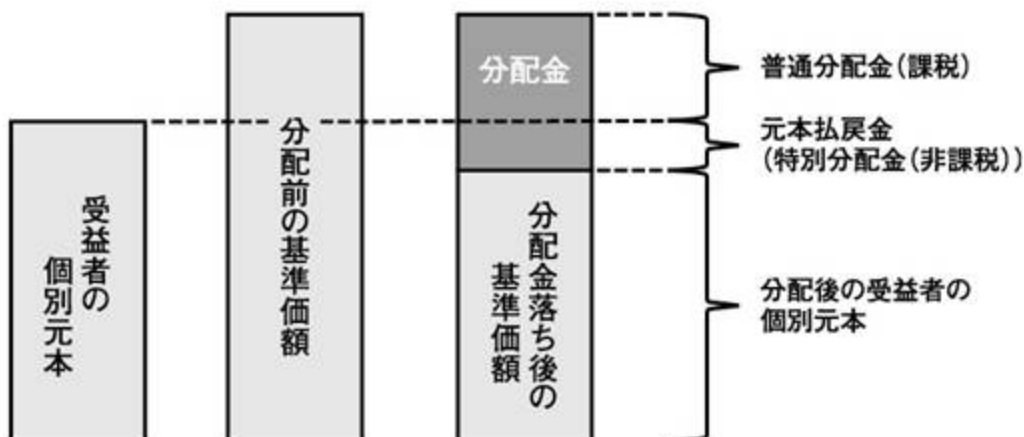 受益者の
個別元本
分配前の基準価額
分配金
分配金落ち後の
基準価額
普通分配金(課税)
元本払戻金
(特別分配金(非課税))
分配後の受益者の
個別元本